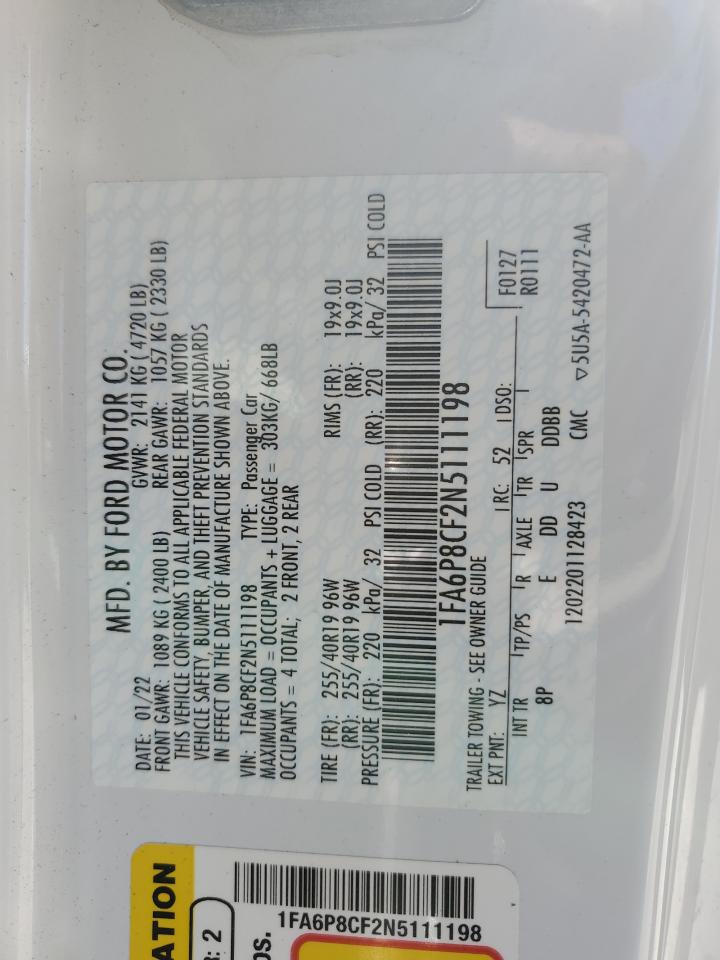 MFD. BY FORD MOTOR CO.
DATE: 01/22 GVWR: 2141 KG ( 4720 LB)
FRONT GAWR: 1089 KG ( 2400 LB) REAR GAWR: 1057 KG ( 2330 LB)
THIS VEHICLE CONFORMS TO ALL APPLICABLE FEDERAL MOTOR
VEHICLE SAFETY, BUMPER, AND THEFT PREVENTION STANDARDS
IN EFFECT ON THE DATE OF MANUFACTURE SHOWN ABOVE.
VIN: 1FA6P8CF2N5111198 TYPE: Passenger Car
MAXIMUM LOAD = OCCUPANTS + LUGGAGE = 303KG/ 668LB
OCCUPANTS = 4 TOTAL; 2 FRONT, 2 REAR
TIRE (FR): 255/40R19 96W RIMS (FR): 19x9.0J
(RR): 255/40R19 96W (RR): 19x9.0J
PRESSURE (FR): 220 kPa/ 32 PSI COLD (RR): 220 kPa/ 32 PSI COLD
1FA6P8CF2N5111198
TRAILER TOWING - SEE OWNER GUIDE
EXT PNT: YZ RC: 52 DSO: F0127
R0111
INT TR TP/PS R AXLE TR SPR
8P E DD U DDBB
1202201128423 CMC ▽5U5A-5420472-AA
ATION
: 2
OS.
1FA6P8CF2N5111198